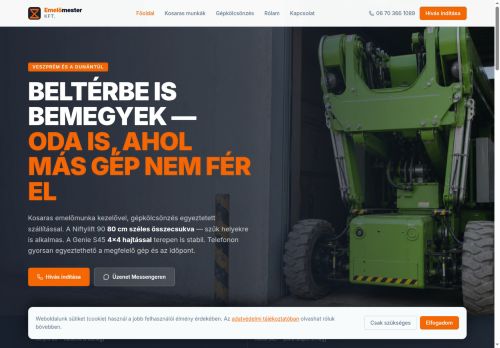 Emelőmester
KFT.
Főoldal
Kosaras munkák
Gépkölcsönzés
Rólam
Kapcsolat
06 70 366 1089
Hívás indítása
VESZPRÉM ÉS A DUNÁNTÚL
BELTÉRBE IS
BEMEGYEK —
ODA IS, AHOL
MÁS GÉP NEM FÉR
EL
Kosaras emelőmunka kezelővel, gépkölcsönzés egyeztetett
szállítással. A Niftylift 90 80 cm széles összecsukva — szűk helyekre
is alkalmas. A Genie S45 4×4 hajtással terepen is stabil. Telefonon
gyorsan egyeztethető a megfelelő gép és az időpont.
Hívás indítása
Üzenet Messengeren
Weboldalunk sütiket (cookie) használ a jobb felhasználói élmény érdekében. Az adatvédelmi tájékoztatóban olvashat róluk
bővebben.
Csak szükséges
Elfogadom